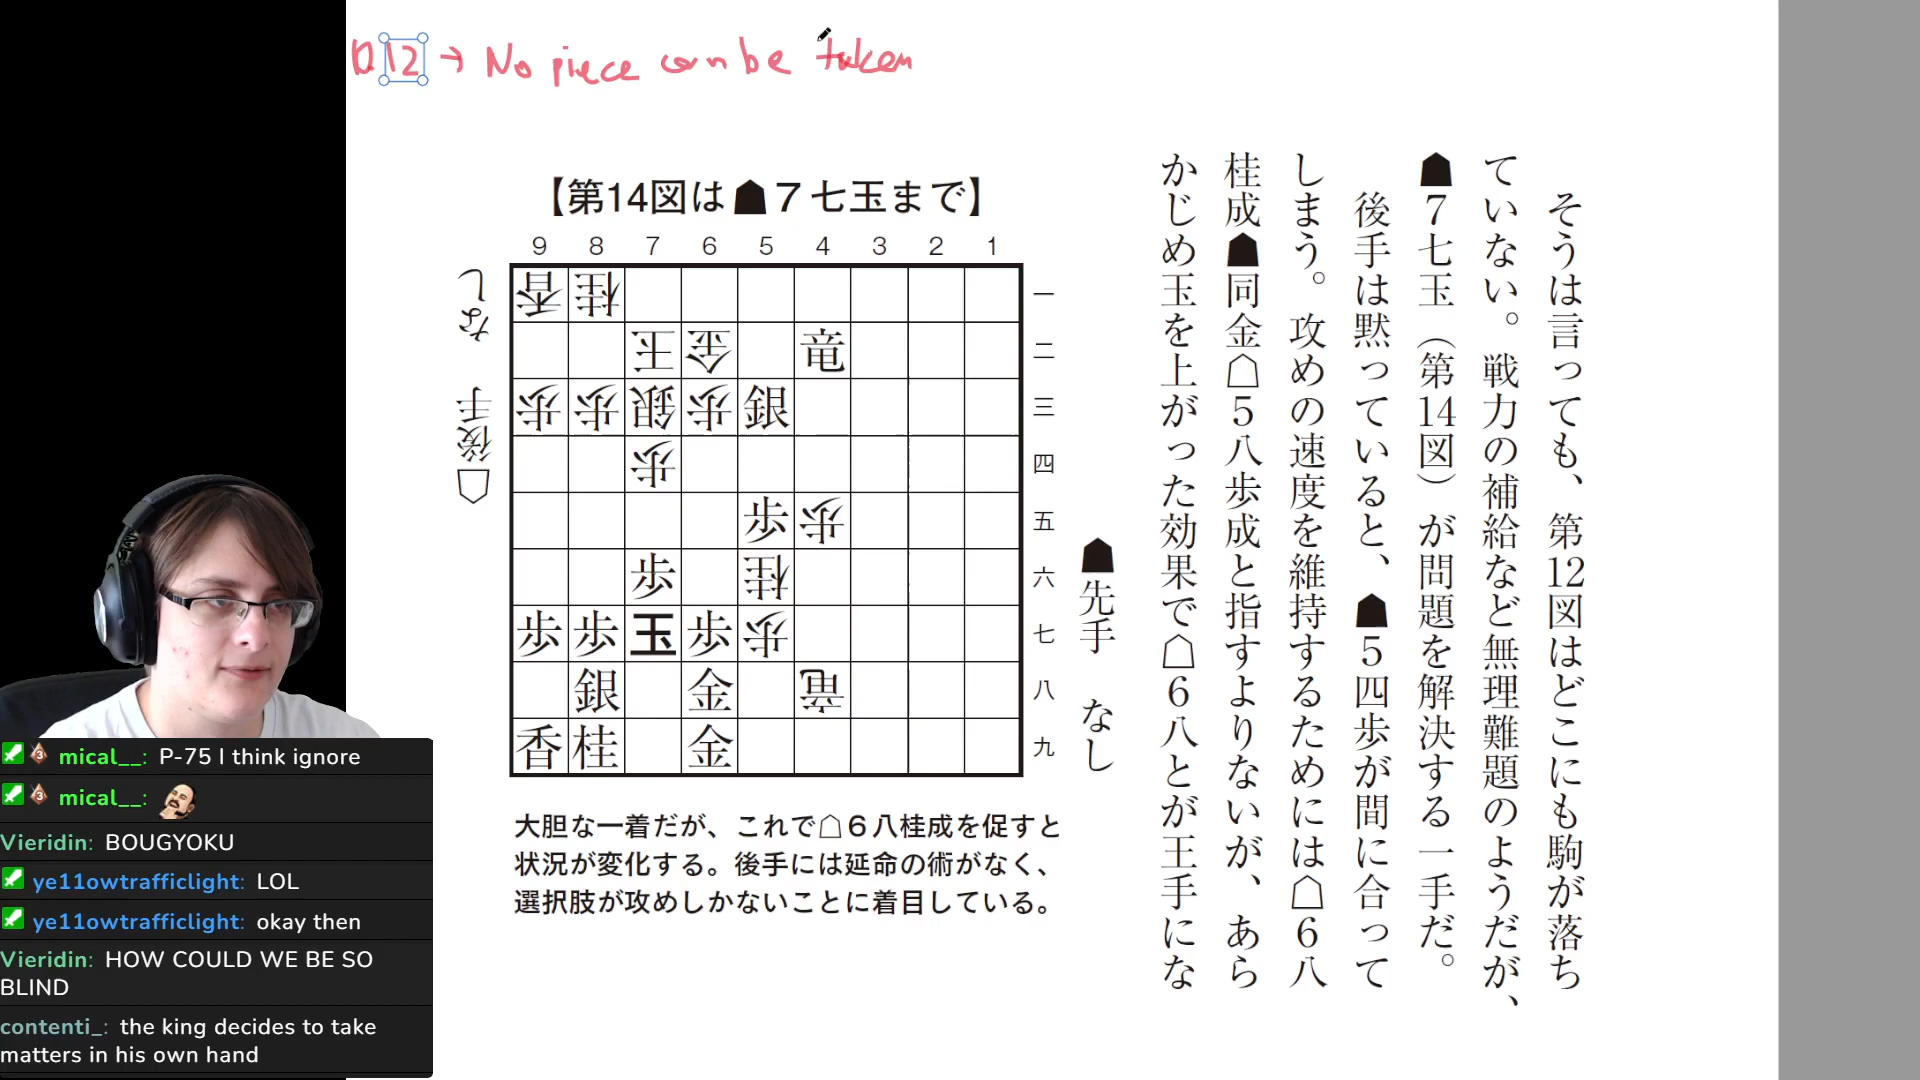 D.12 → No piece can be taken
【第14図は☗７七玉まで】
9 8 7 6 5 4 3 2 1
香 桂 一
王 金 竜 二
歩 歩 銀 歩 銀 三
歩 四
歩 歩 五
歩 桂 六
歩 歩 玉 歩 歩 七
銀 金 竜 八
香 桂 金 九
☖後手 なし
☗先手 なし
大胆な一着だが、これで☖６八桂成を促すと
状況が変化する。後手には延命の術がなく、
選択肢が攻めしかないことに着目している。
そうは言っても、第12図はどこにも駒が落ち
ていない。戦力の補給など無理難題のようだが、
☗７七玉（第14図）が問題を解決する一手だ。
後手は黙っていると、☗５四歩が間に合って
しまう。攻めの速度を維持するためには☖６八
桂成☗同金☖５八歩成と指すよりないが、あら
かじめ玉を上がった効果で☖６八とが王手にな
mical__: P-75 I think ignore
mical__:
Vieridin: BOUGYOKU
ye11owtrafficlight: LOL
ye11owtrafficlight: okay then
Vieridin: HOW COULD WE BE SO
BLIND
contenti_: the king decides to take
matters in his own hand